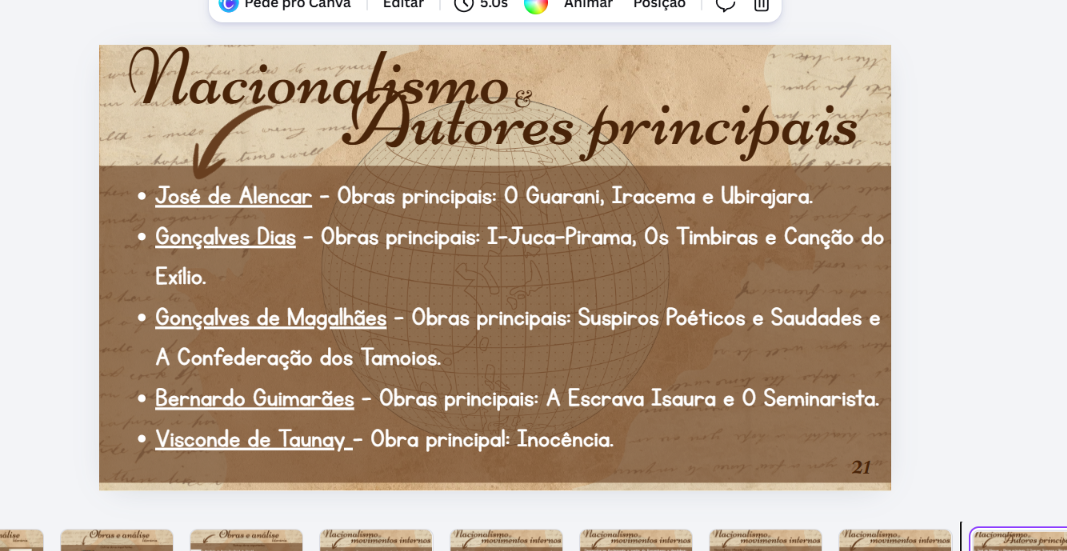 Pede pro Canva Editar 5.0s Animar Posição
Nacionalismo &
Autores principais
• José de Alencar - Obras principais: O Guarani, Iracema e Ubirajara.
• Gonçalves Dias - Obras principais: I-Juca-Pirama, Os Timbiras e Canção do
Exílio.
• Gonçalves de Magalhães - Obras principais: Suspiros Poéticos e Saudades e
A Confederação dos Tamoios.
• Bernardo Guimarães - Obras principais: A Escrava Isaura e O Seminarista.
• Visconde de Taunay - Obra principal: Inocência.
21
Obras e análise
Obras e análise
Nacionalismo,
movimentos internos
Nacionalismo,
movimentos internos
Nacionalismo,
movimentos internos
Nacionalismo,
movimentos internos
Nacionalismo,
movimentos internos
Nacionalismo